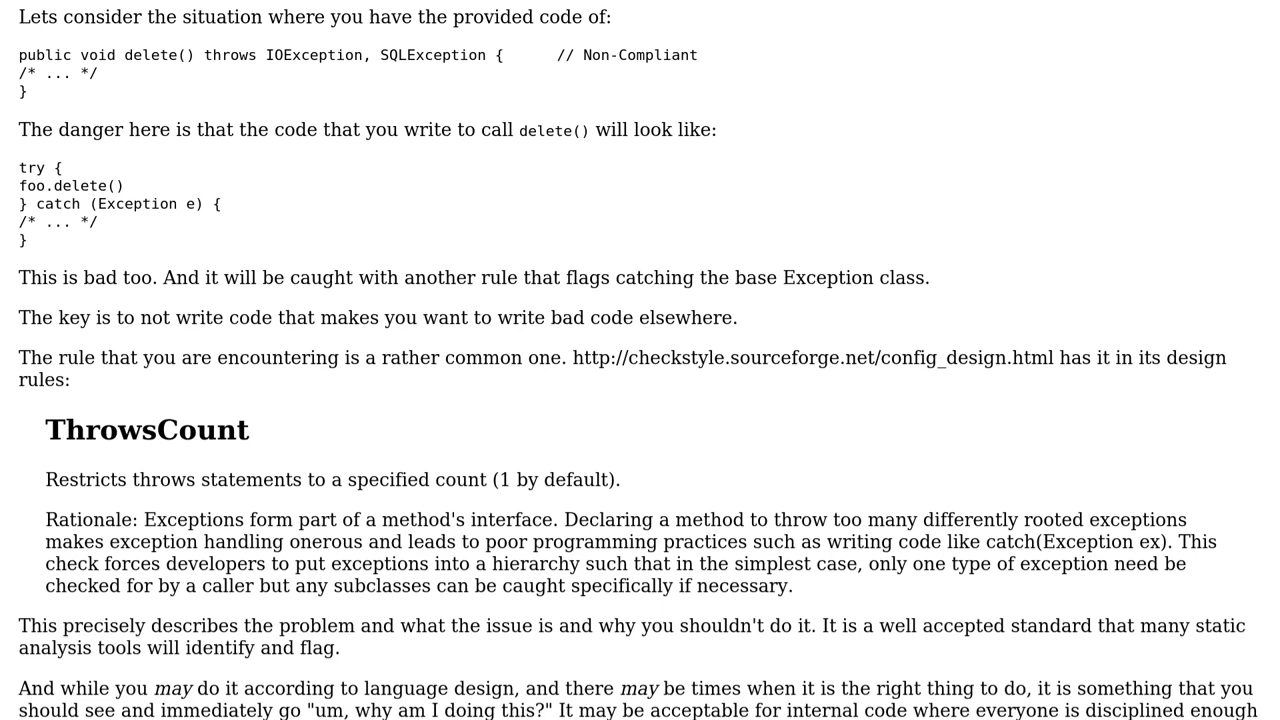 Lets consider the situation where you have the provided code of:
public void delete() throws IOException, SQLException {      // Non-Compliant
/* ... */
}
The danger here is that the code that you write to call delete() will look like:
try {
foo.delete()
} catch (Exception e) {
/* ... */
}
This is bad too. And it will be caught with another rule that flags catching the base Exception class.
The key is to not write code that makes you want to write bad code elsewhere.
The rule that you are encountering is a rather common one. http://checkstyle.sourceforge.net/config_design.html has it in its design
rules:
ThrowsCount
Restricts throws statements to a specified count (1 by default).
Rationale: Exceptions form part of a method's interface. Declaring a method to throw too many differently rooted exceptions
makes exception handling onerous and leads to poor programming practices such as writing code like catch(Exception ex). This
check forces developers to put exceptions into a hierarchy such that in the simplest case, only one type of exception need be
checked for by a caller but any subclasses can be caught specifically if necessary.
This precisely describes the problem and what the issue is and why you shouldn't do it. It is a well accepted standard that many static
analysis tools will identify and flag.
And while you may do it according to language design, and there may be times when it is the right thing to do, it is something that you
should see and immediately go "um, why am I doing this?" It may be acceptable for internal code where everyone is disciplined enough